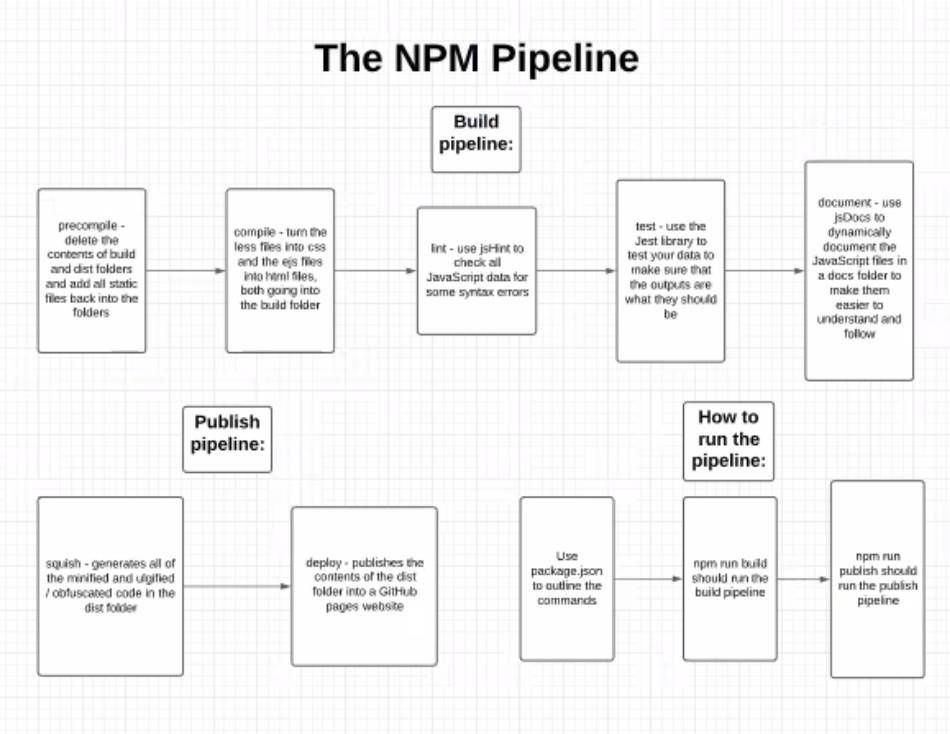 The NPM Pipeline
Build
pipeline:
precompile -
delete the
contents of build
and dist folders
and add all static
files back into the
folders
compile - turn the
less files into css
and the ejs files
into html files,
both going into
the build folder
lint - use jsHint to
check all
JavaScript data for
some syntax errors
test - use the
Jest library to
test your data to
make sure that
the outputs are
what they should
be
document - use
jsDocs to
dynamically
document the
JavaScript files in
a docs folder to
make them
easier to
understand and
follow
Publish
pipeline:
squish - generates all of
the minified and ulgified
/ obfuscated code in the
dist folder
deploy - publishes the
contents of the dist
folder into a GitHub
pages website
How to
run the
pipeline:
Use
package.json
to outline the
commands
npm run build
should run the
build pipeline
npm run
publish should
run the publish
pipeline